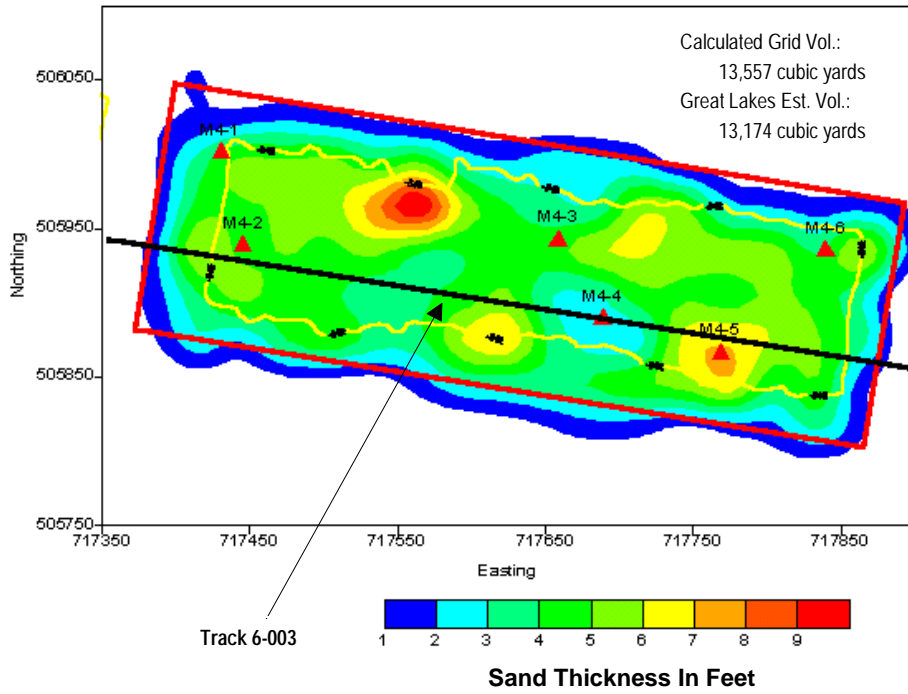 Calculated Grid Vol.:
13,557 cubic yards
Great Lakes Est. Vol.:
13,174 cubic yards
506050
505950
505850
505750
Northing
M4-1
M4-2
M4-3
M4-6
M4-4
M4-5
717350
717450
717550
717650
717750
717850
Easting
Track 6-003
1 2 3 4 5 6 7 8 9
Sand Thickness In Feet